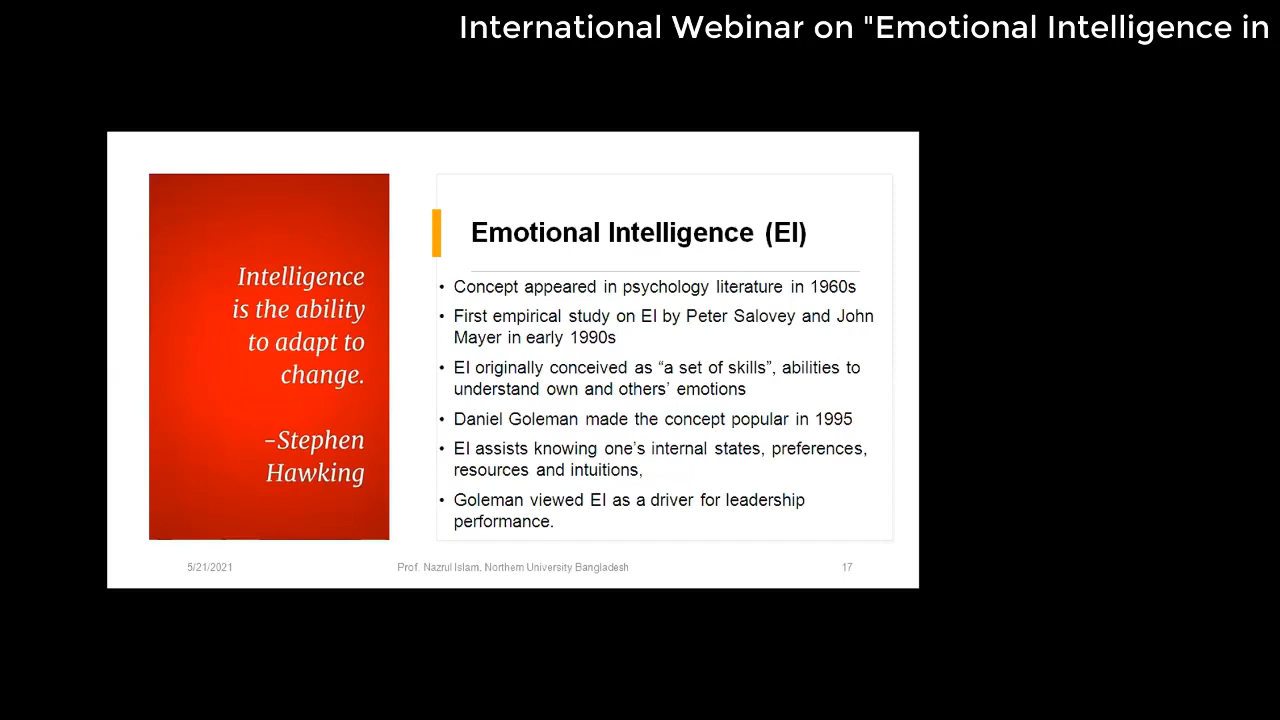 International Webinar on "Emotional Intelligence in
Intelligence
is the ability
to adapt to
change.
–Stephen
Hawking
Emotional Intelligence (EI)
• Concept appeared in psychology literature in 1960s
• First empirical study on EI by Peter Salovey and John
Mayer in early 1990s
• EI originally conceived as “a set of skills”, abilities to
understand own and others’ emotions
• Daniel Goleman made the concept popular in 1995
• EI assists knowing one’s internal states, preferences,
resources and intuitions,
• Goleman viewed EI as a driver for leadership
performance.
5/21/2021
Prof. Nazrul Islam, Northern University Bangladesh
17